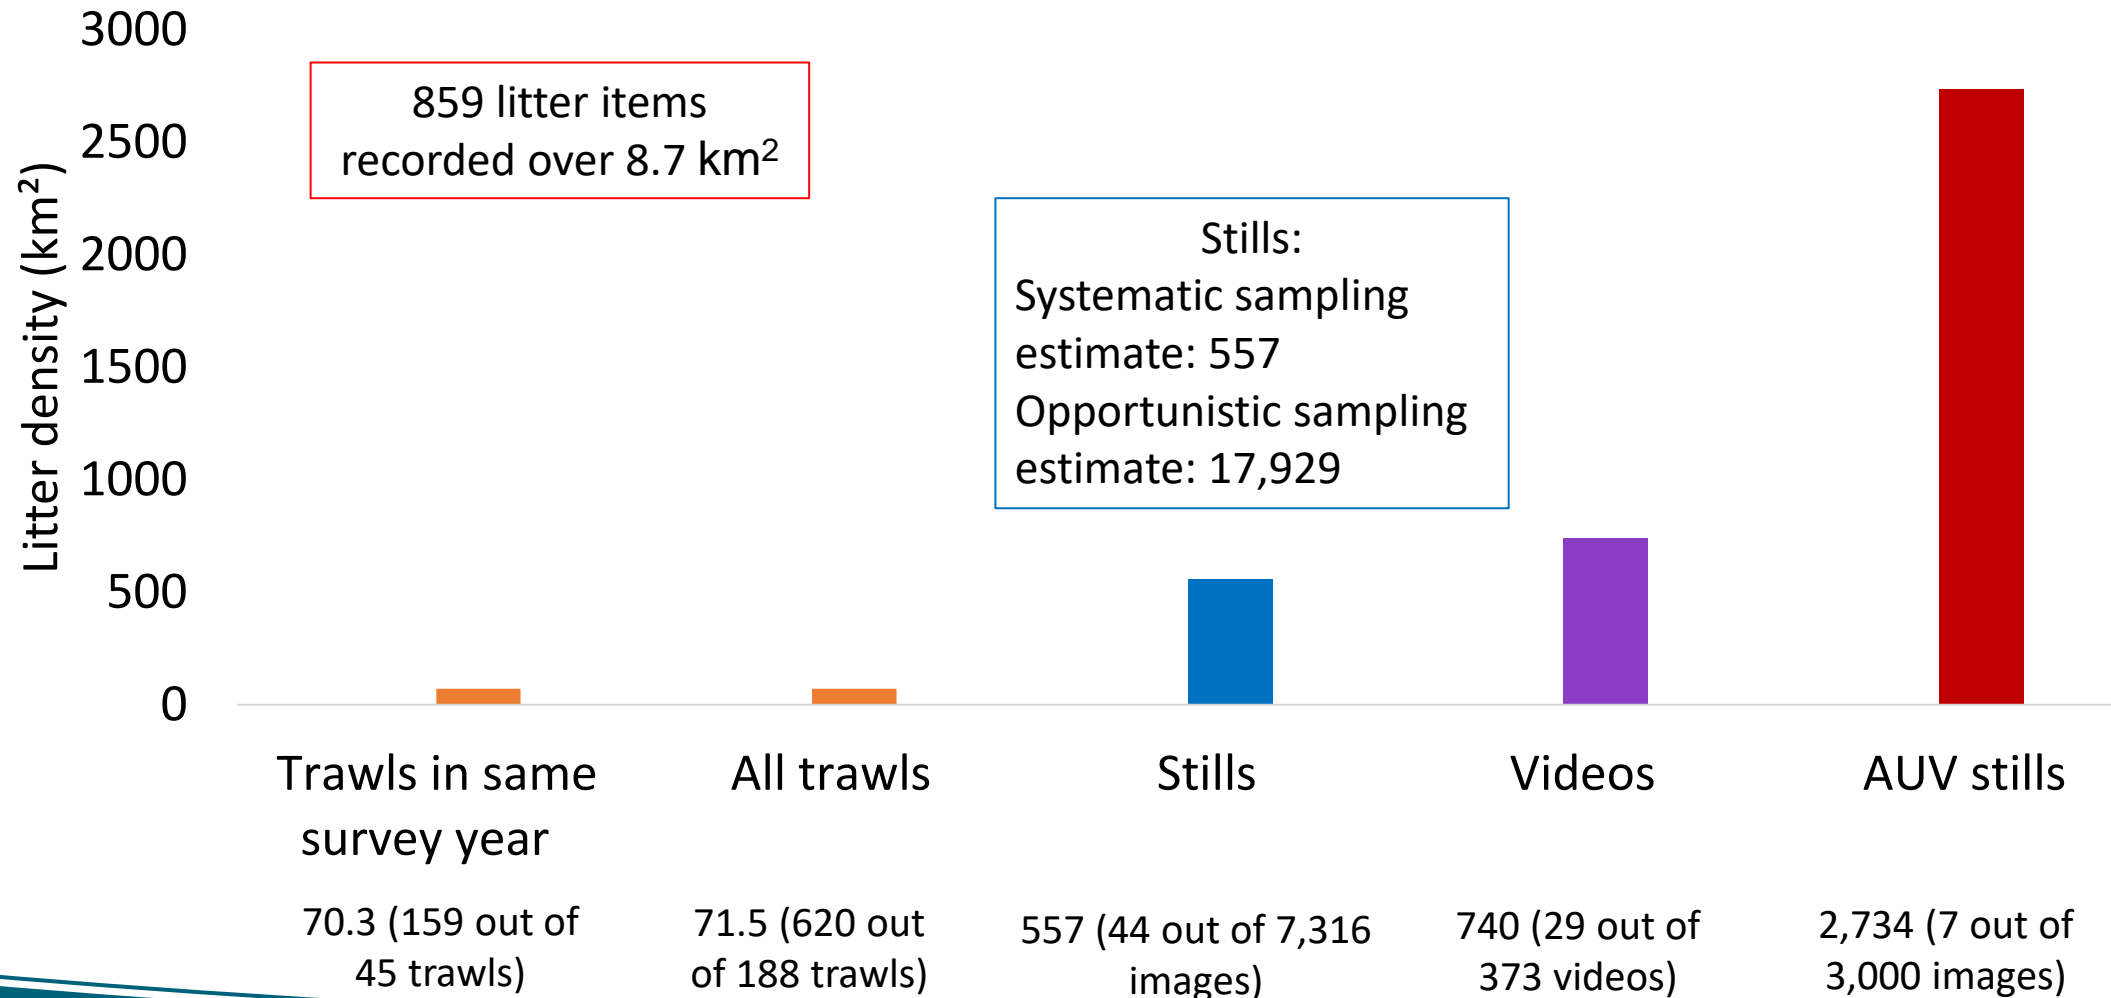 3000
2500
2000
1500
1000
500
0
Litter density (km²)
859 litter items
recorded over 8.7 km²
Stills:
Systematic sampling
estimate: 557
Opportunistic sampling
estimate: 17,929
Trawls in same
survey year
All trawls
Stills
Videos
AUV stills
70.3 (159 out of
45 trawls)
71.5 (620 out
of 188 trawls)
557 (44 out of 7,316
images)
740 (29 out of
373 videos)
2,734 (7 out of
3,000 images)